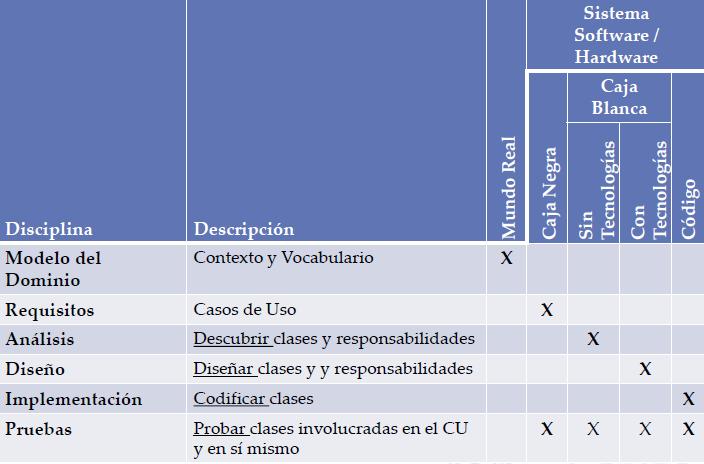 Sistema
Software /
Hardware
Caja
Blanca
Disciplina
Descripción
Mundo Real
Caja Negra
Sin
Tecnologías
Con
Tecnologías
Código
Modelo del
Dominio
Contexto y Vocabulario
X
Requisitos
Casos de Uso
X
Análisis
Descubrir clases y responsabilidades
X
Diseño
Diseñar clases y y responsabilidades
X
Implementación
Codificar clases
X
Pruebas
Probar clases involucradas en el CU
y en sí mismo
X X X X